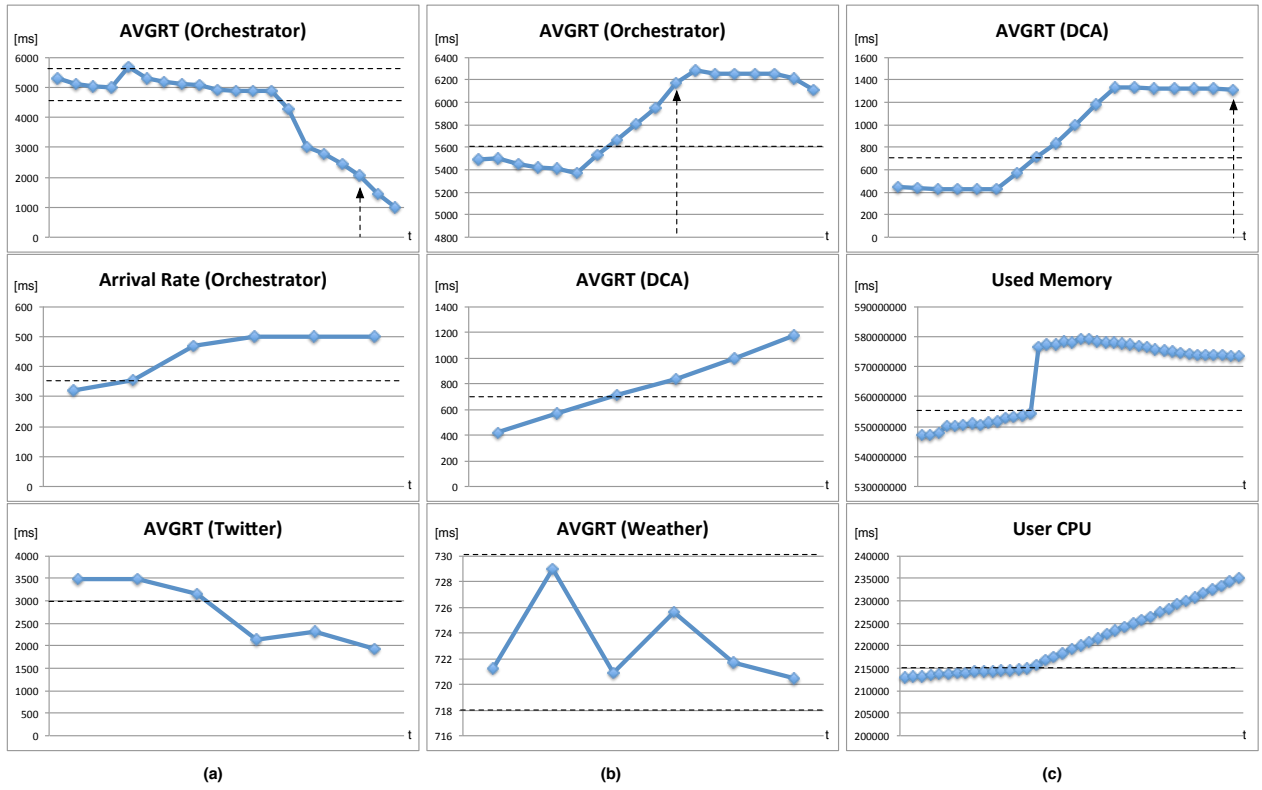 AVGRT (Orchestrator)
[ms]
6000
5000
4000
3000
2000
1000
0
t
AVGRT (Orchestrator)
[ms]
6400
6200
6000
5800
5600
5400
5200
5000
4800
t
AVGRT (DCA)
[ms]
1600
1400
1200
1000
800
600
400
200
0
t
Arrival Rate (Orchestrator)
[ms]
600
500
400
300
200
100
0
t
AVGRT (DCA)
[ms]
1400
1200
1000
800
600
400
200
0
t
Used Memory
[ms]
590000000
580000000
570000000
560000000
550000000
540000000
530000000
t
AVGRT (Twitter)
[ms]
4000
3500
3000
2500
2000
1500
1000
500
0
t
AVGRT (Weather)
[ms]
730
728
726
724
722
720
718
716
t
User CPU
[ms]
240000
235000
230000
225000
220000
215000
210000
205000
200000
t
(a)
(b)
(c)